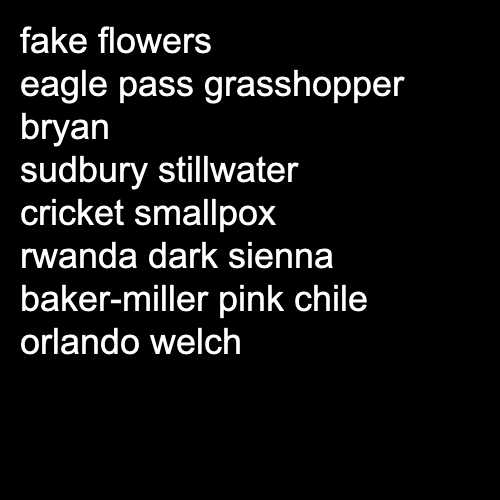 fake flowers
eagle pass grasshopper
bryan
sudbury stillwater
cricket smallpox
rwanda dark sienna
baker-miller pink chile
orlando welch